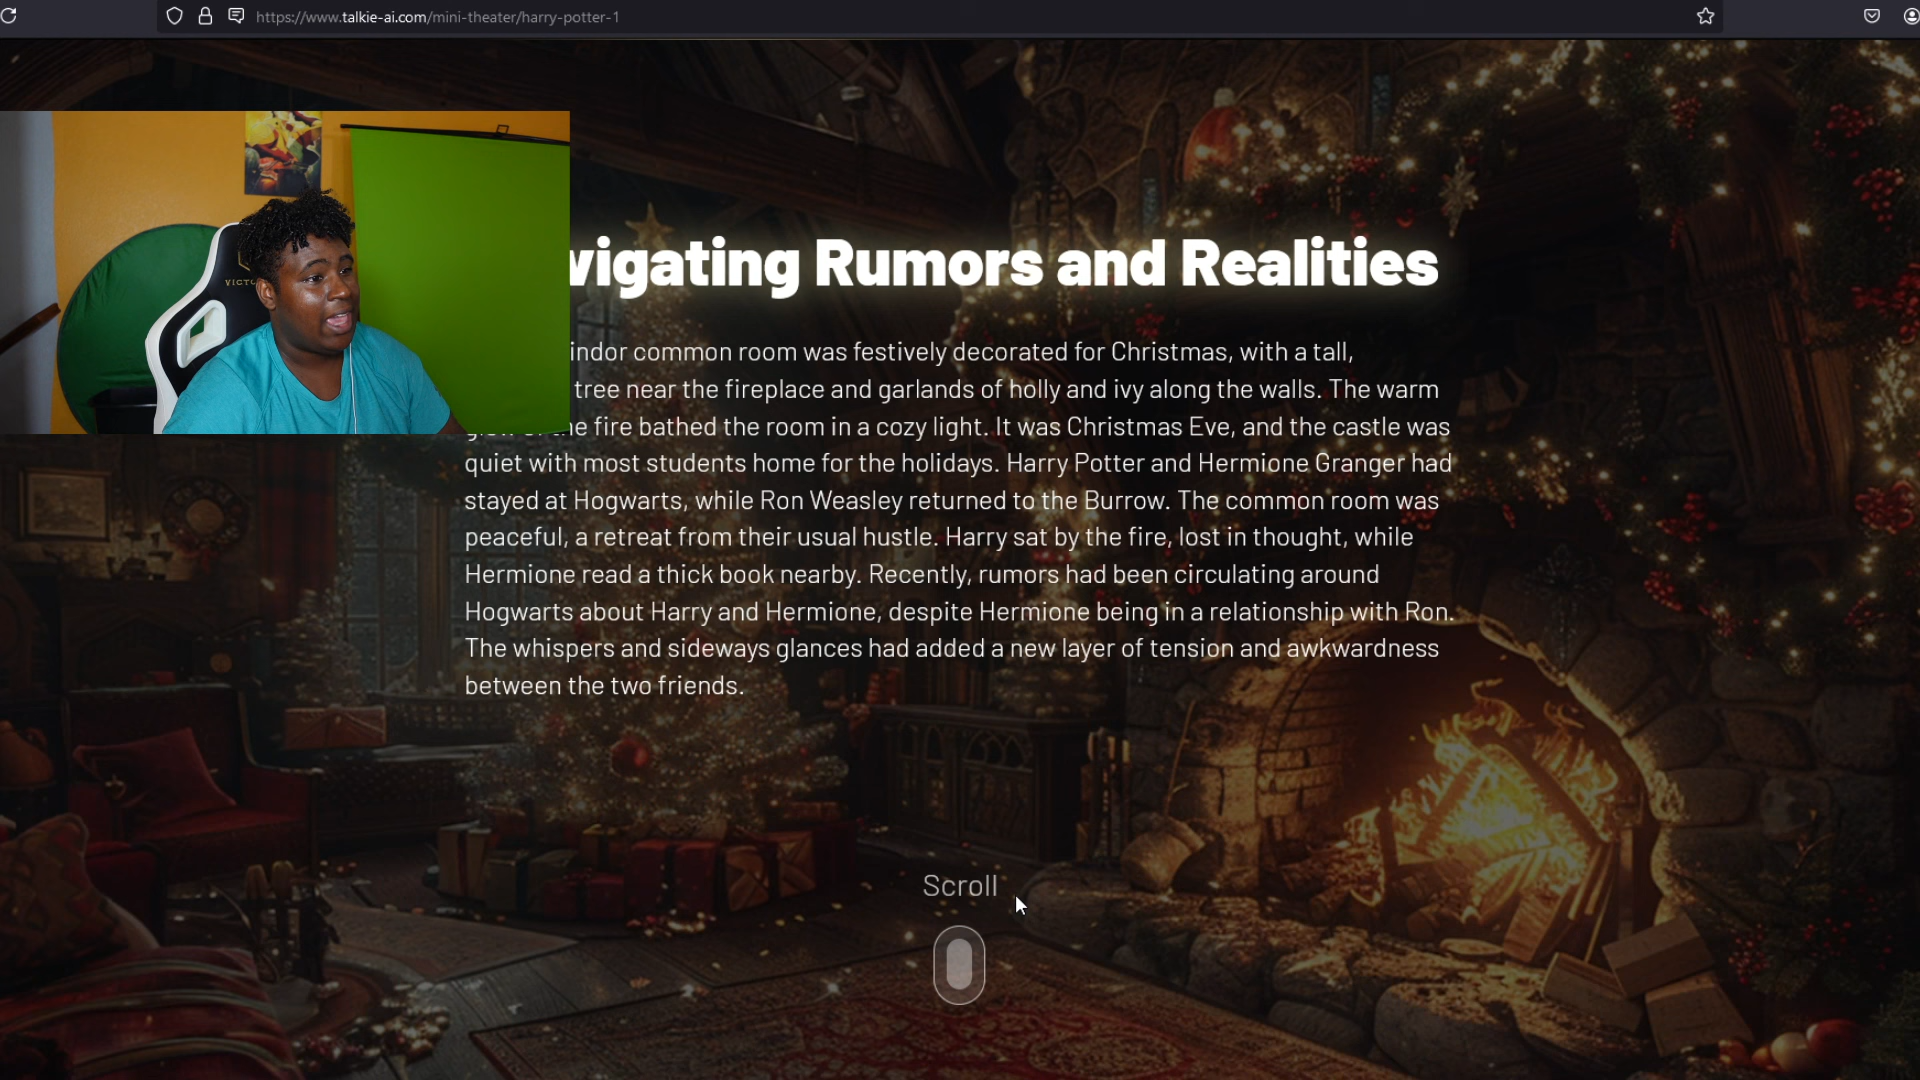 https://www.talkie-ai.com/mini-theater/harry-potter-1
vigating Rumors and Realities
indor common room was festively decorated for Christmas, with a tall,
tree near the fireplace and garlands of holly and ivy along the walls. The warm
the fire bathed the room in a cozy light. It was Christmas Eve, and the castle was
quiet with most students home for the holidays. Harry Potter and Hermione Granger had
stayed at Hogwarts, while Ron Weasley returned to the Burrow. The common room was
peaceful, a retreat from their usual hustle. Harry sat by the fire, lost in thought, while
Hermione read a thick book nearby. Recently, rumors had been circulating around
Hogwarts about Harry and Hermione, despite Hermione being in a relationship with Ron.
The whispers and sideways glances had added a new layer of tension and awkwardness
between the two friends.
Scroll